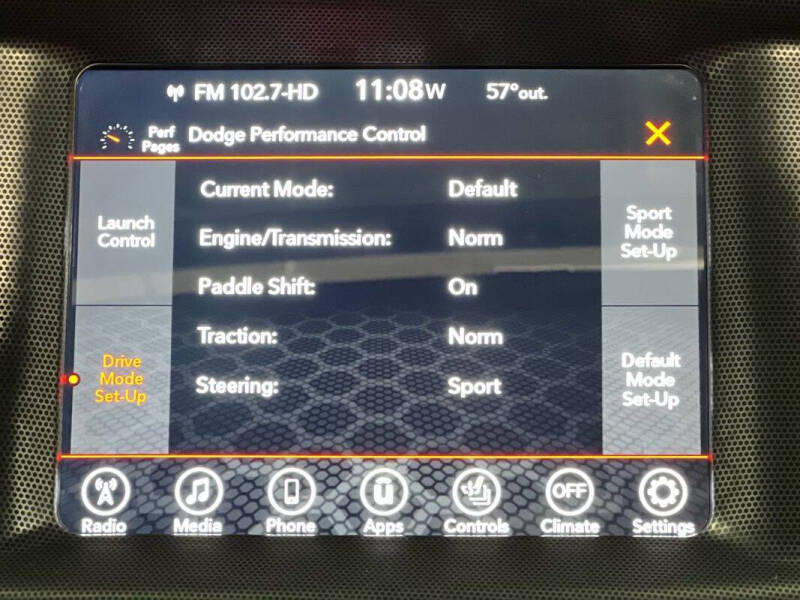 FM 102.7-HD 11:08W 57°out.
Perf Pages Dodge Performance Control
Launch Control
Current Mode: Default
Engine/Transmission: Norm
Paddle Shift: On
Traction: Norm
Steering: Sport
Sport
Mode
Set-Up
Drive
Mode
Set-Up
Default
Mode
Set-Up
Radio Media Phone Apps Controls OFF Climate Settings